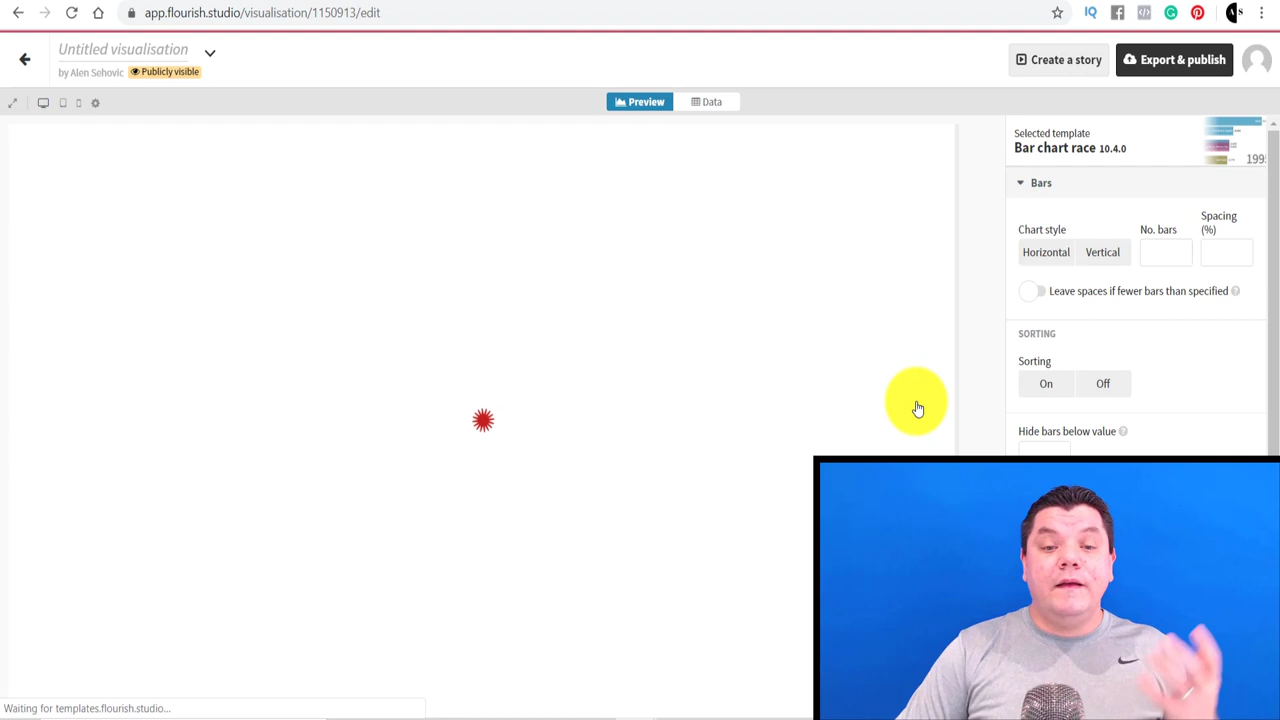 app.flourish.studio/visualisation/1150913/edit
Untitled visualisation
by Alen Sehovic Publicly visible
Create a story
Export & publish
Preview
Data
Selected template
Bar chart race 10.4.0
1995
Bars
Chart style
No. bars
Spacing (%)
Horizontal
Vertical
Leave spaces if fewer bars than specified
SORTING
Sorting
On
Off
Hide bars below value
Waiting for templates.flourish.studio...